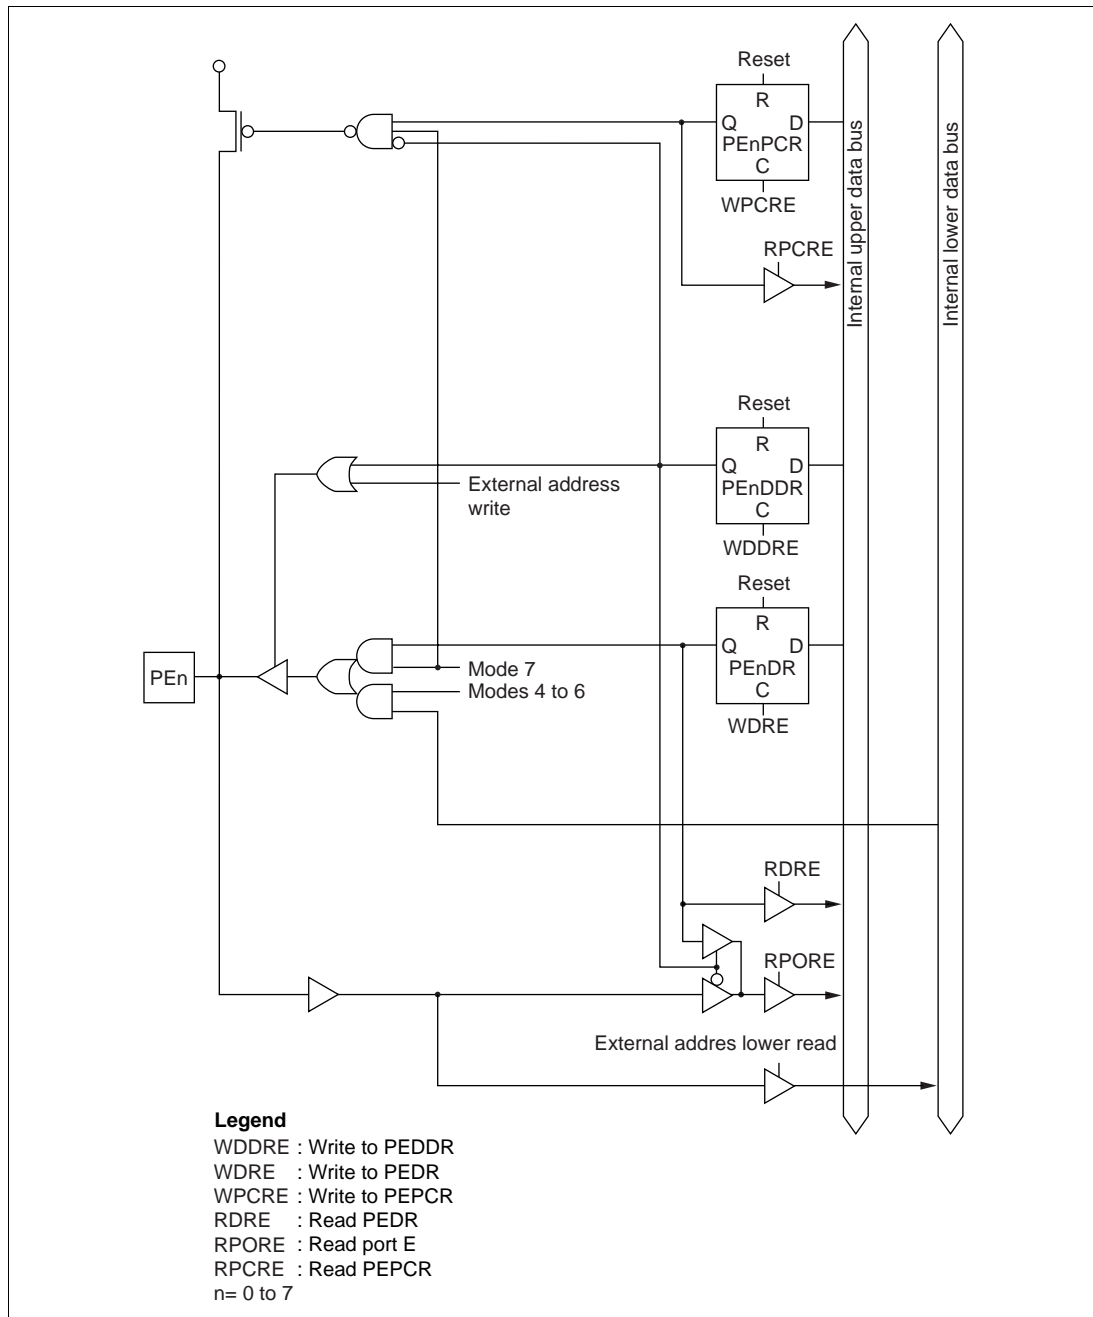 Reset
R
Q D
PEnPCR
C
WPCRE
RPCRE
Internal upper data bus
Internal lower data bus
Reset
R
Q D
PEnDDR
C
WDDRE
External address
write
Reset
R
Q D
PEnDR
C
WDRE
PEn
Mode 7
Modes 4 to 6
RDRE
RPORE
External addres lower read
Legend
WDDRE : Write to PEDDR
WDRE : Write to PEDR
WPCRE : Write to PEPCR
RDRE : Read PEDR
RPORE : Read port E
RPCRE : Read PEPCR
n= 0 to 7